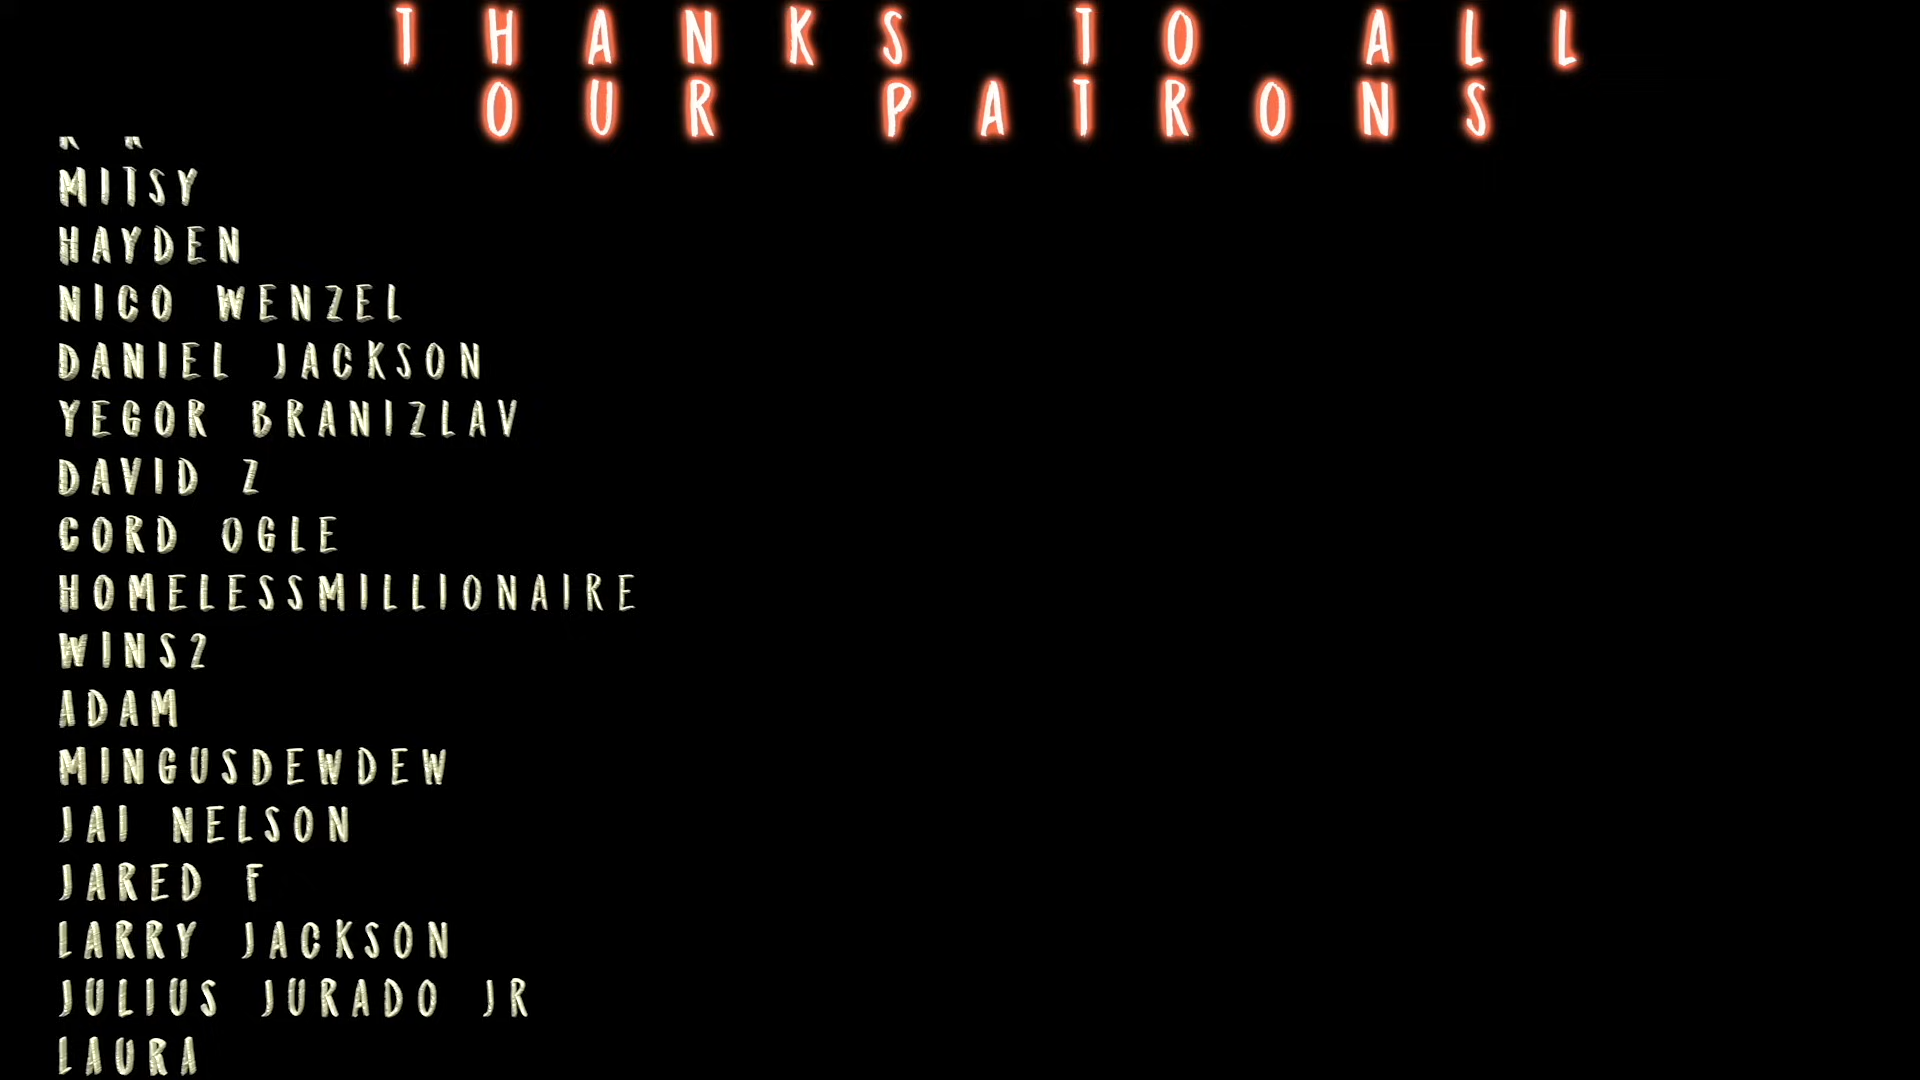 THANKS TO ALL
OUR PATRONS
MITSY
HAYDEN
NICO WENZEL
DANIEL JACKSON
YEGOR BRANIZLAV
DAVID Z
CORD OGLE
HOMELESSMILLIONAIRE
WINS2
ADAM
MINGUSDEWDEW
JAI NELSON
JARED F
LARRY JACKSON
JULIUS JURADO JR
LAURA